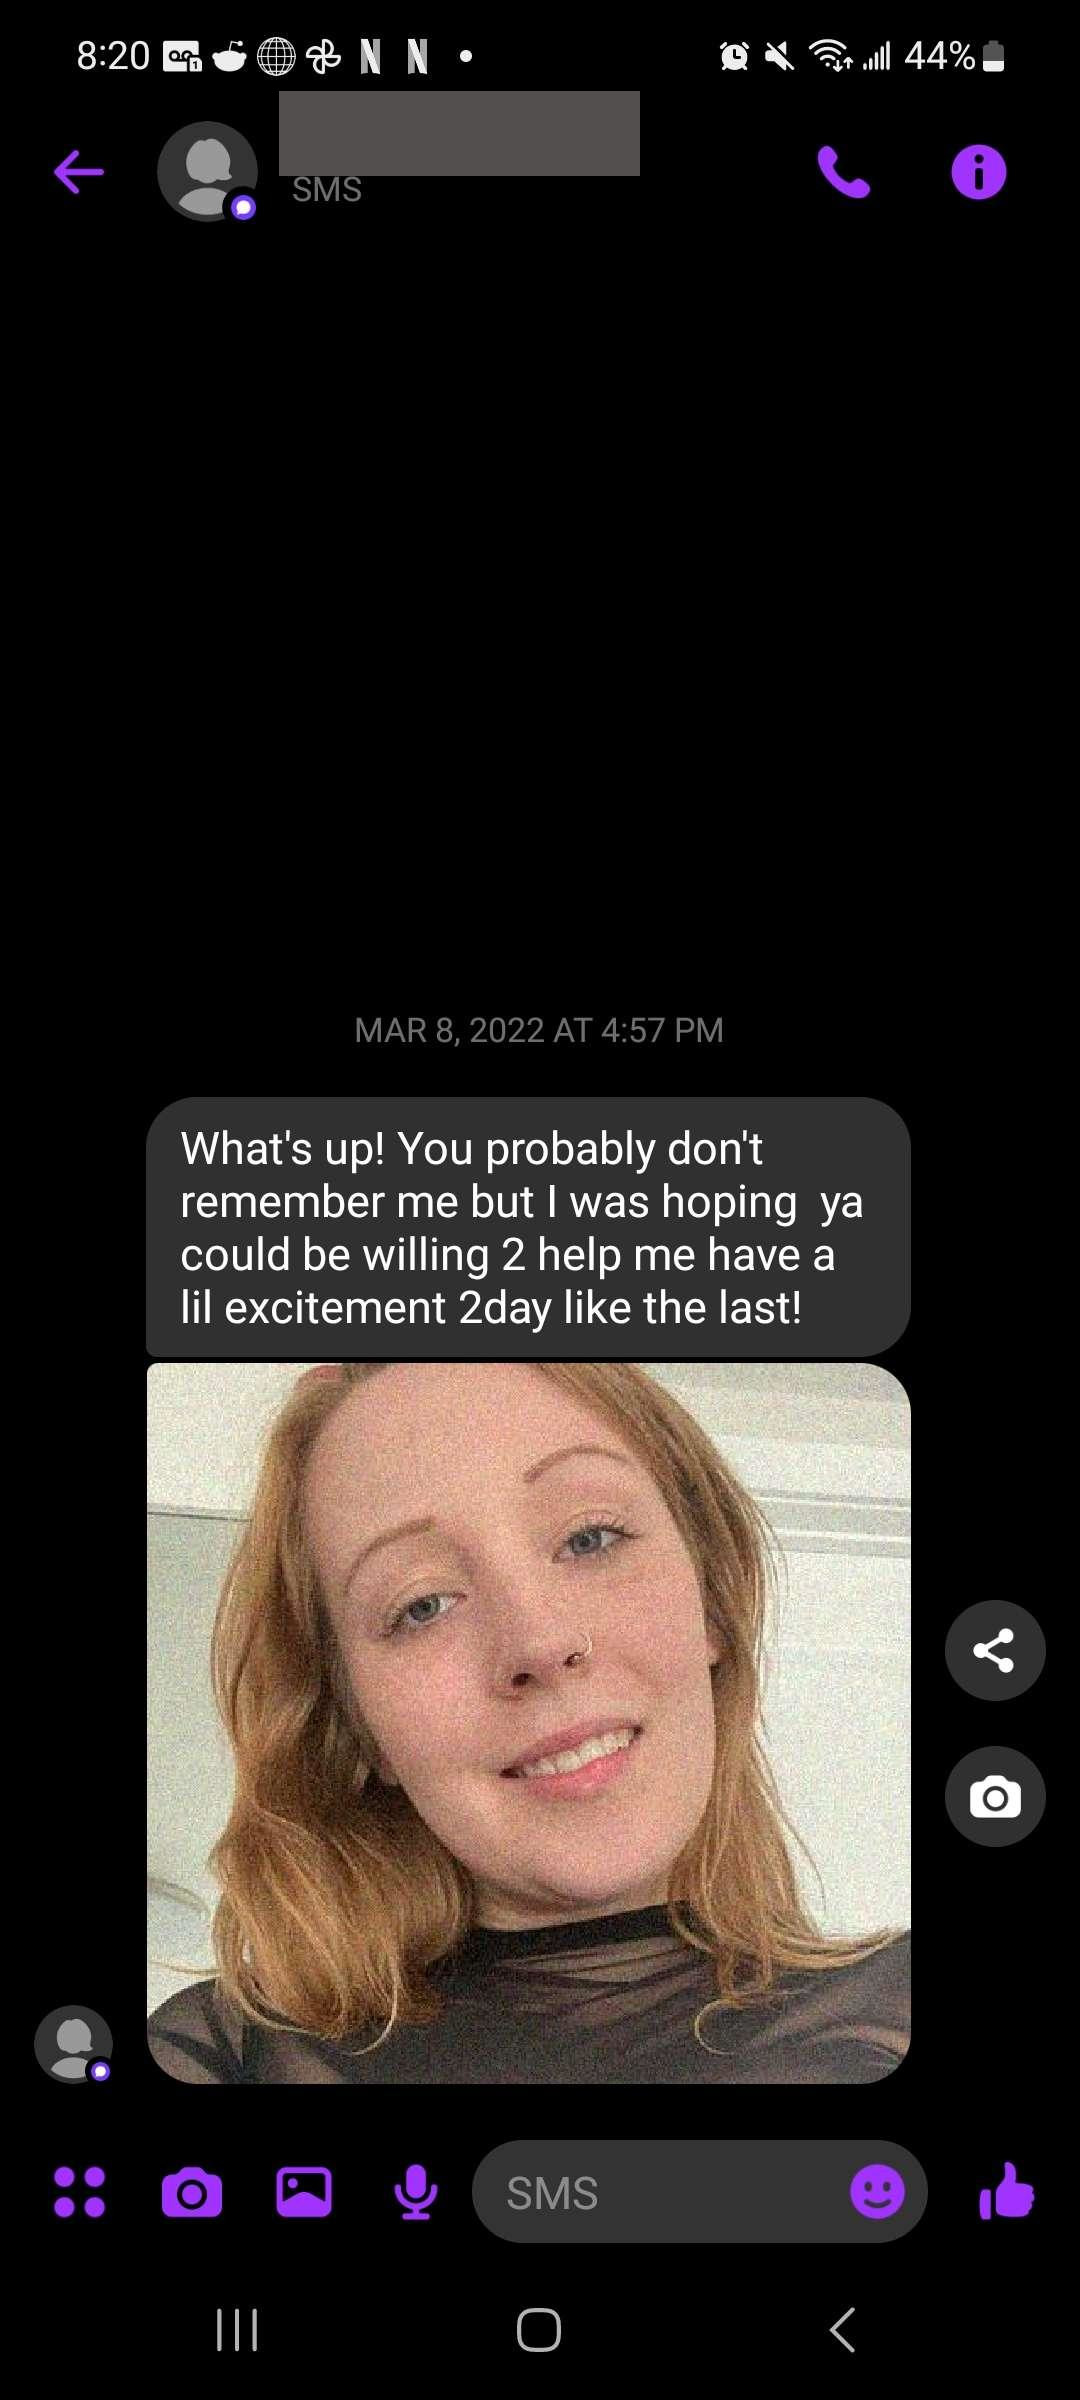 8:20 44%
SMS
MAR 8, 2022 AT 4:57 PM
What's up! You probably don't
remember me but I was hoping  ya
could be willing 2 help me have a
lil excitement 2day like the last!
SMS